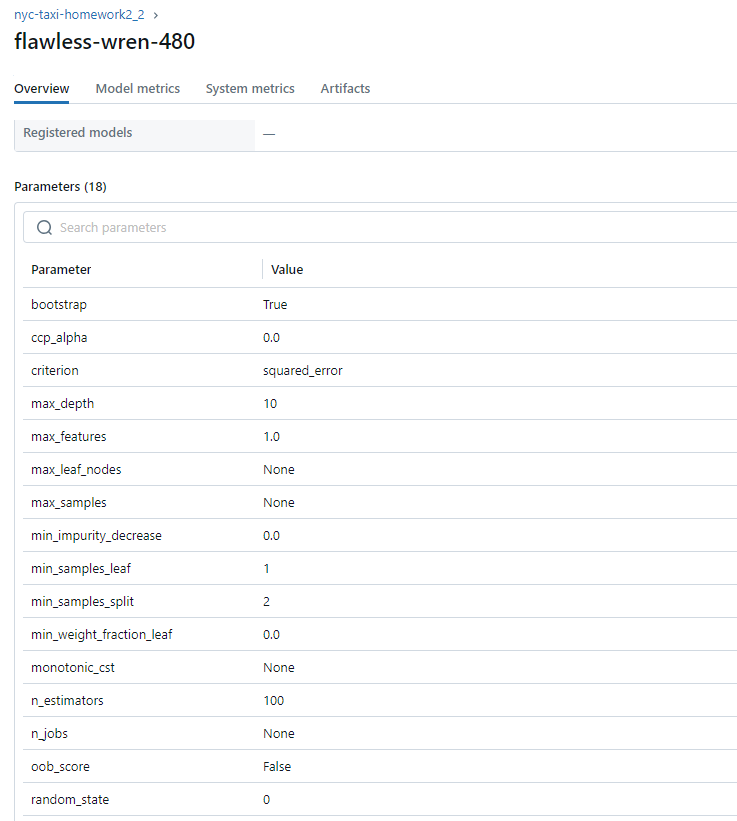 nyc-taxi-homework2_2 >
flawless-wren-480
Overview Model metrics System metrics Artifacts
Registered models —
Parameters (18)
Search parameters
Parameter Value
bootstrap True
ccp_alpha 0.0
criterion squared_error
max_depth 10
max_features 1.0
max_leaf_nodes None
max_samples None
min_impurity_decrease 0.0
min_samples_leaf 1
min_samples_split 2
min_weight_fraction_leaf 0.0
monotonic_cst None
n_estimators 100
n_jobs None
oob_score False
random_state 0